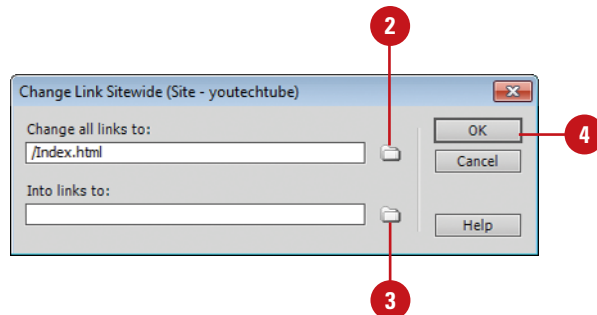 2
Change Link Sitewide (Site - youtechtube)
Change all links to:
/Index.html
OK
4
Cancel
Into links to:
Help
3